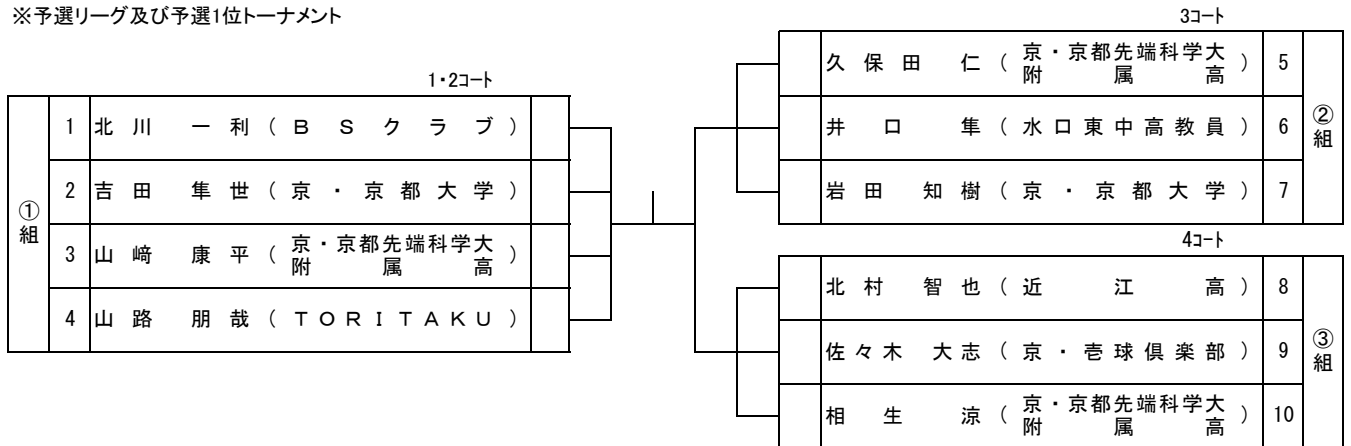 ※予選リーグ及び予選1位トーナメント
1・2コート
①組
1 北川 一利 (BSクラブ)
2 吉田 隼世 (京・京都大学)
3 山﨑 康平 (京・京都先端科学大附属高)
4 山路 朋哉 (TORITAKU)
3コート
久保田 仁 (京・京都先端科学大附属高) 5
井口 隼 (水口東中高教員) 6
岩田 知樹 (京・京都大学) 7
②組
4コート
北村 智也 (近江高) 8
佐々木 大志 (京・壱球倶楽部) 9
相生 涼 (京・京都先端科学大附属高) 10
③組